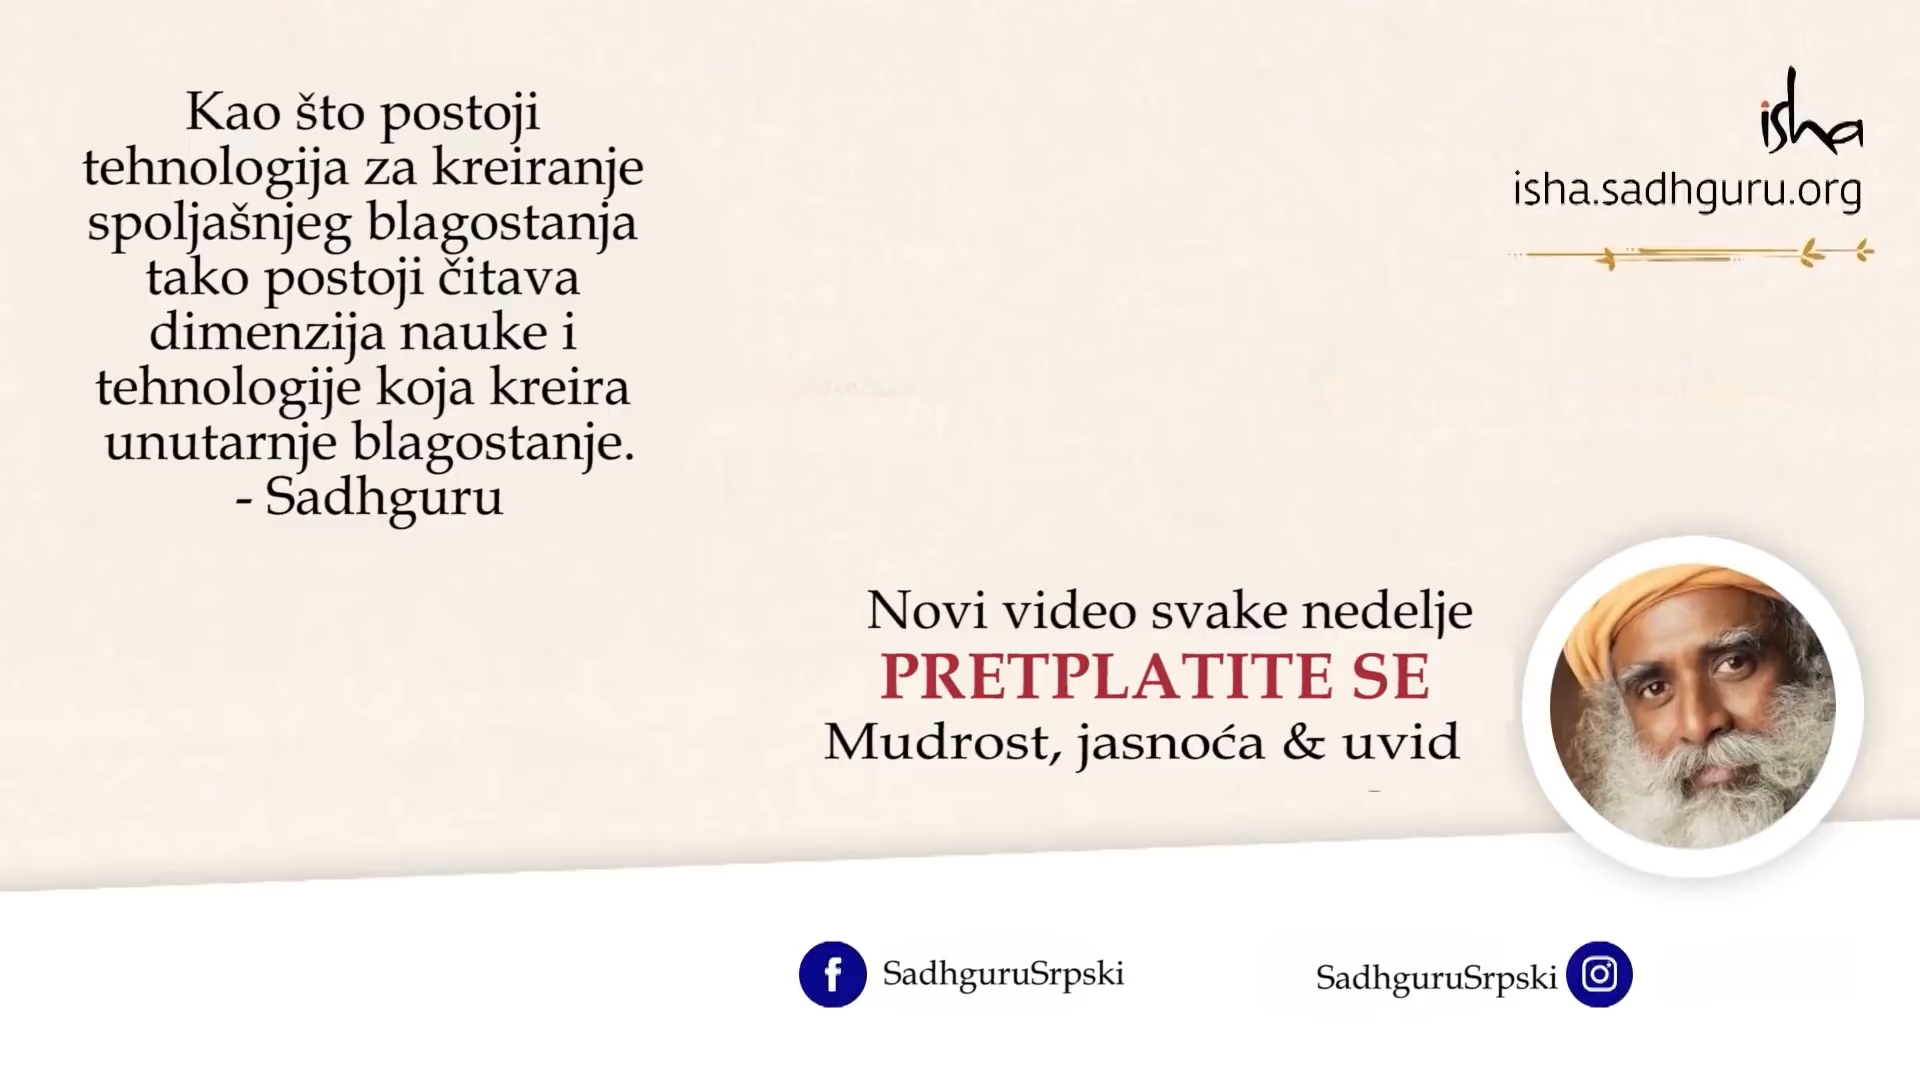 Kao što postoji
tehnologija za kreiranje
spoljašnjeg blagostanja
tako postoji čitava
dimenzija nauke i
tehnologije koja kreira
unutarnje blagostanje.
- Sadhguru
isha
isha.sadhguru.org
Novi video svake nedelje
PRETPLATITE SE
Mudrost, jasnoća & uvid
SadhguruSrpski
SadhguruSrpski